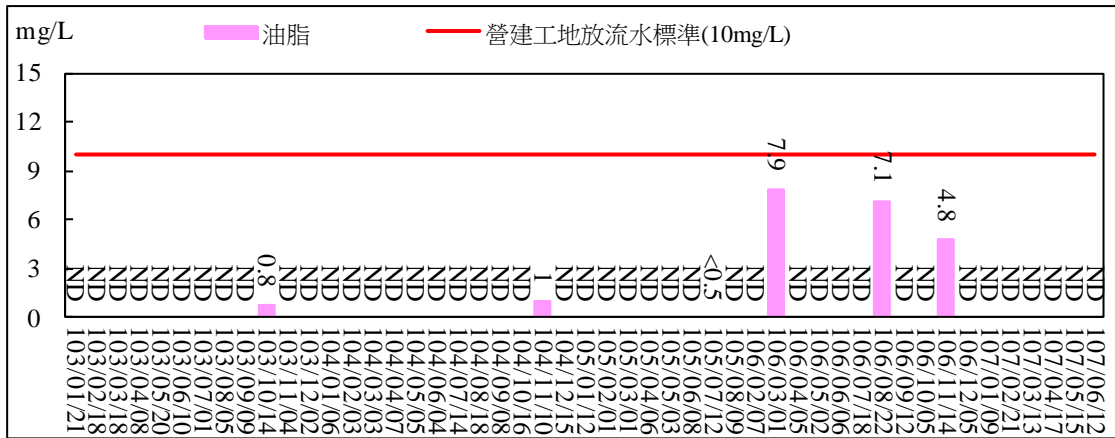 mg/L
油脂
營建工地放流水標準(10mg/L)
15
12
9
6
3
0
ND
ND
ND
ND
ND
ND
ND
ND
ND
0.8
ND
ND
ND
ND
ND
ND
ND
ND
ND
ND
ND
ND
1
ND
ND
ND
ND
ND
ND
ND
<0.5
ND
ND
7.9
ND
ND
ND
ND
7.1
ND
ND
4.8
ND
ND
ND
ND
ND
ND
ND
103/01/21
103/02/18
103/03/18
103/04/08
103/05/20
103/06/10
103/07/01
103/08/05
103/09/09
103/10/14
103/11/04
103/12/02
104/01/06
104/02/03
104/03/03
104/04/07
104/05/05
104/06/04
104/07/14
104/08/18
104/09/08
104/10/16
104/11/10
104/12/15
105/01/12
105/02/01
105/03/01
105/04/06
105/05/03
105/06/08
105/07/12
105/08/09
106/02/07
106/03/01
106/04/05
106/05/02
106/06/06
106/07/18
106/08/22
106/09/12
106/10/05
106/11/14
106/12/05
107/01/09
107/02/21
107/03/13
107/04/17
107/05/15
107/06/12